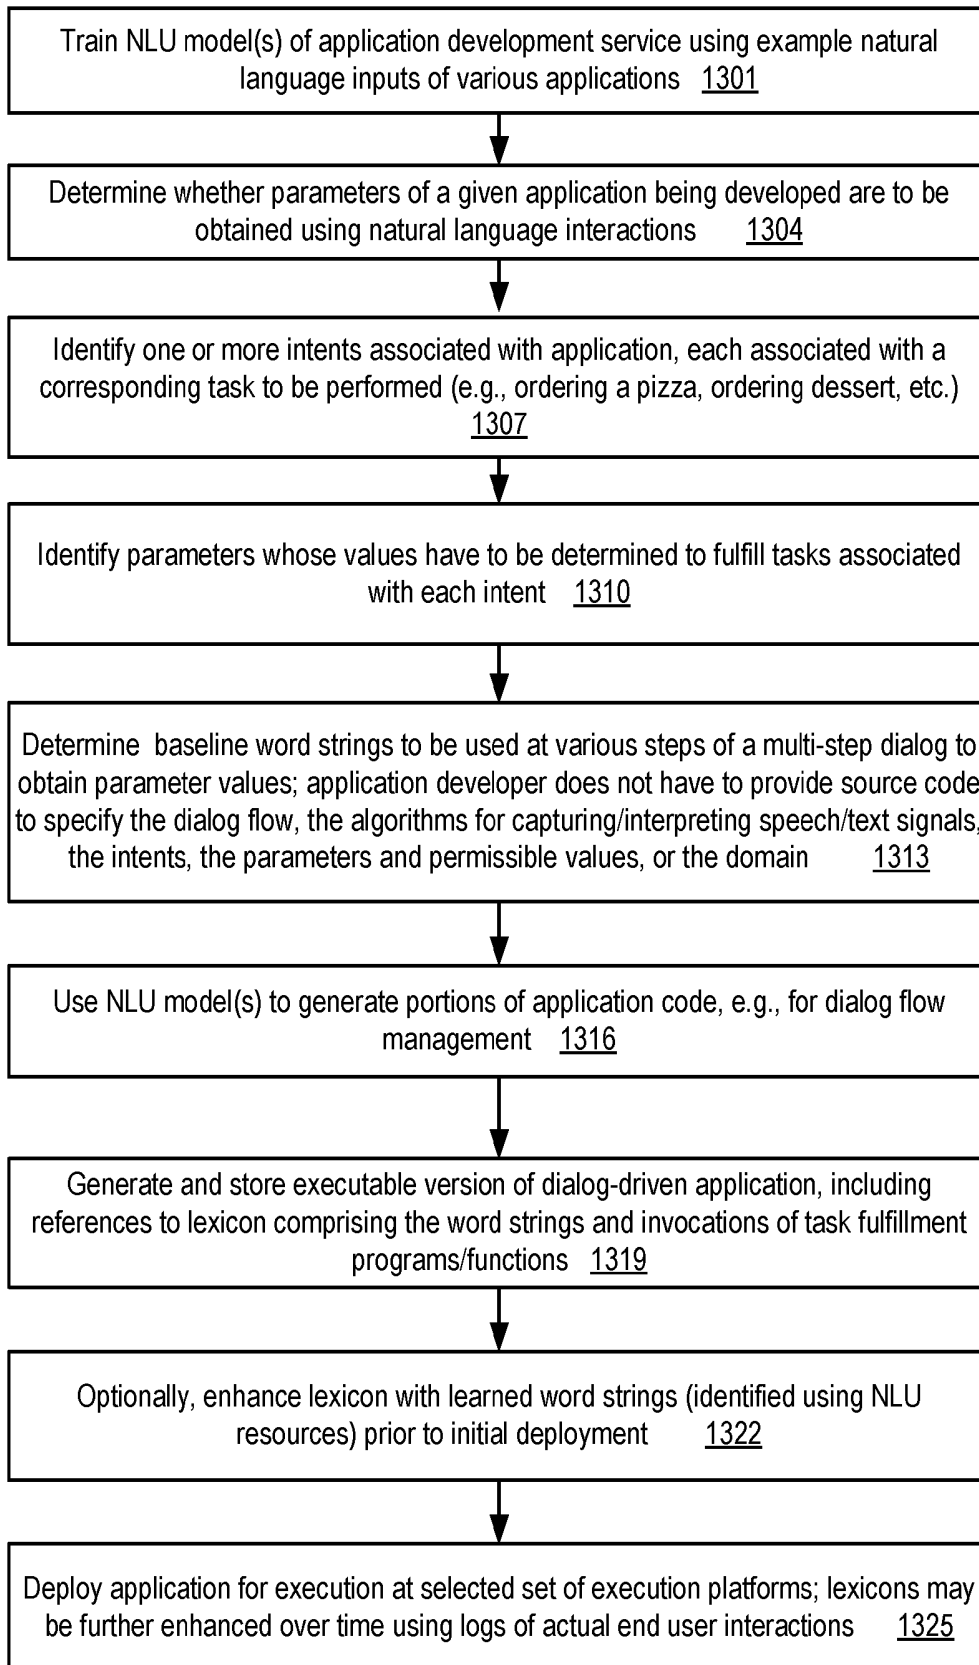 Train NLU model(s) of application development service using example natural
language inputs of various applications 1301
Determine whether parameters of a given application being developed are to be
obtained using natural language interactions 1304
Identify one or more intents associated with application, each associated with a
corresponding task to be performed (e.g., ordering a pizza, ordering dessert, etc.)
1307
Identify parameters whose values have to be determined to fulfill tasks associated
with each intent 1310
Determine baseline word strings to be used at various steps of a multi-step dialog to
obtain parameter values; application developer does not have to provide source code
to specify the dialog flow, the algorithms for capturing/interpreting speech/text signals,
the intents, the parameters and permissible values, or the domain 1313
Use NLU model(s) to generate portions of application code, e.g., for dialog flow
management 1316
Generate and store executable version of dialog-driven application, including
references to lexicon comprising the word strings and invocations of task fulfillment
programs/functions 1319
Optionally, enhance lexicon with learned word strings (identified using NLU
resources) prior to initial deployment 1322
Deploy application for execution at selected set of execution platforms; lexicons may
be further enhanced over time using logs of actual end user interactions 1325